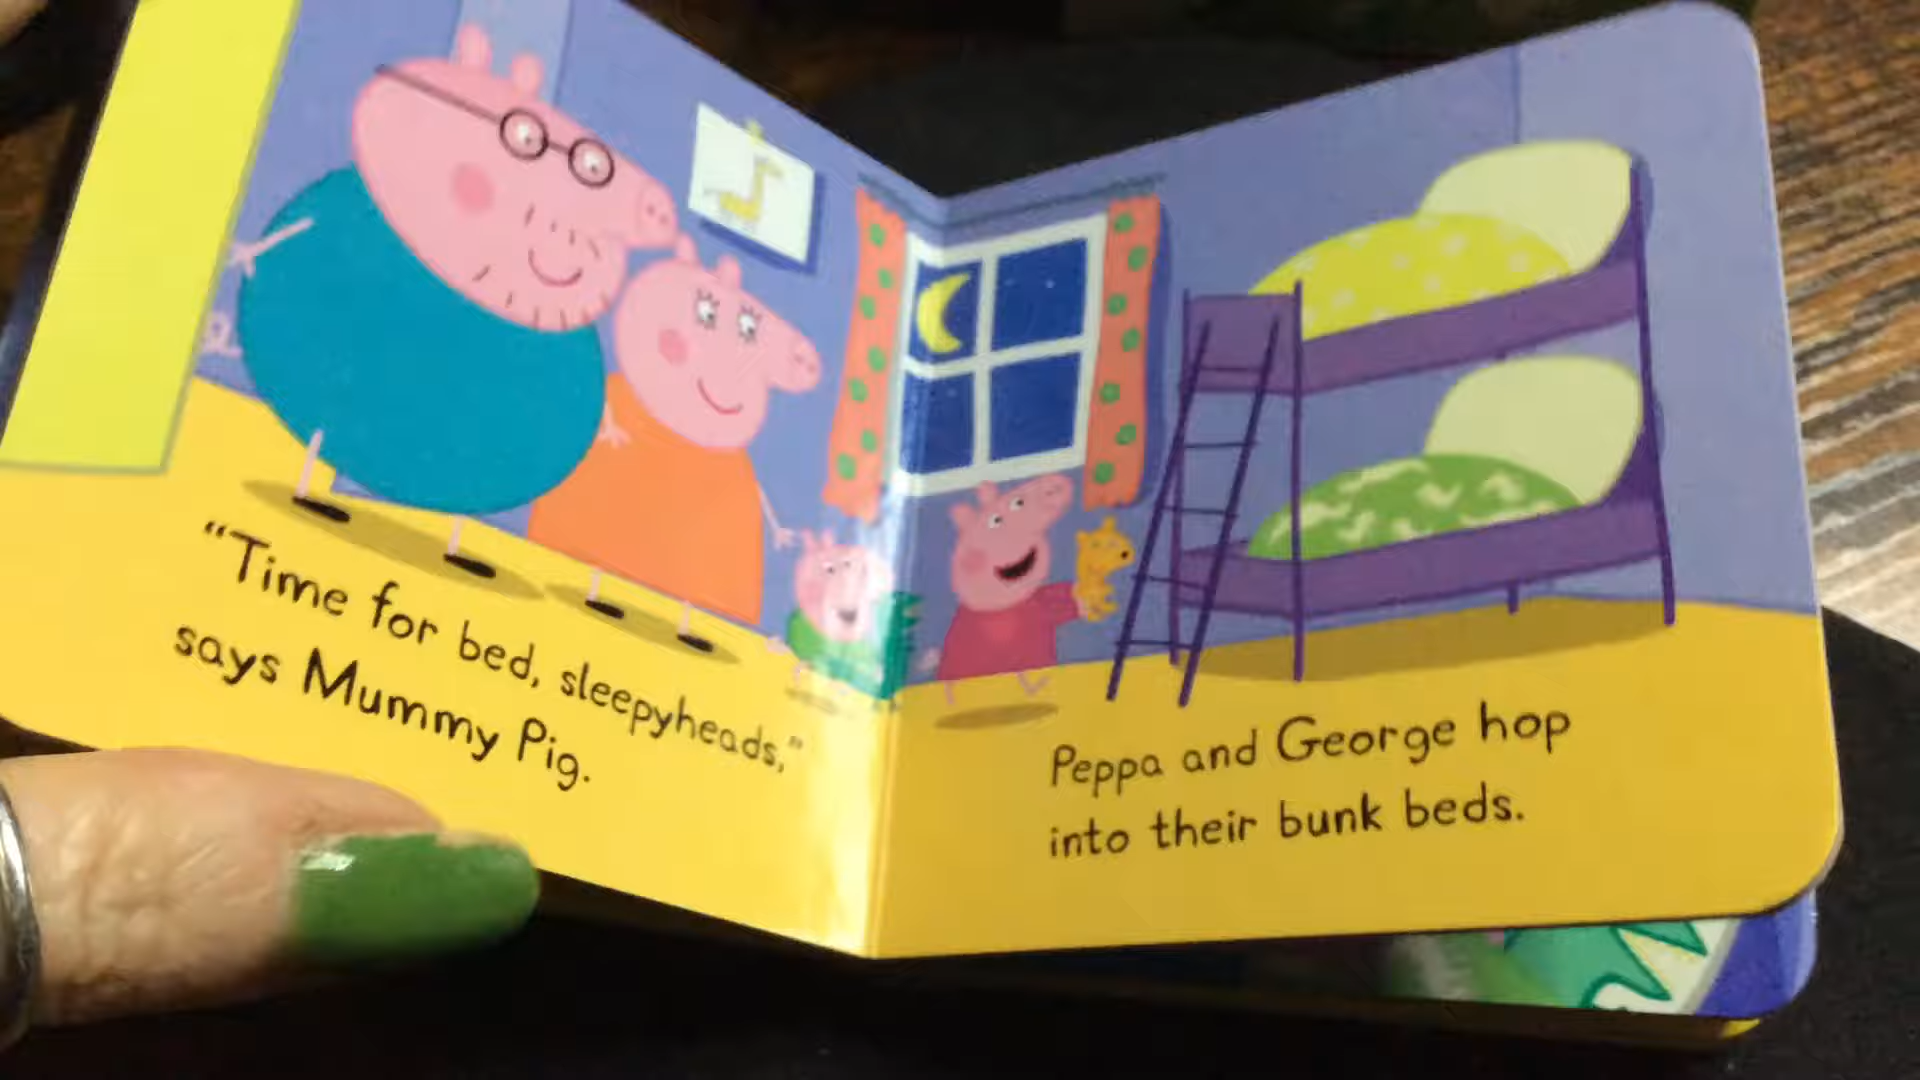 “Time for bed, sleepyheads,”
says Mummy Pig.
Peppa and George hop
into their bunk beds.